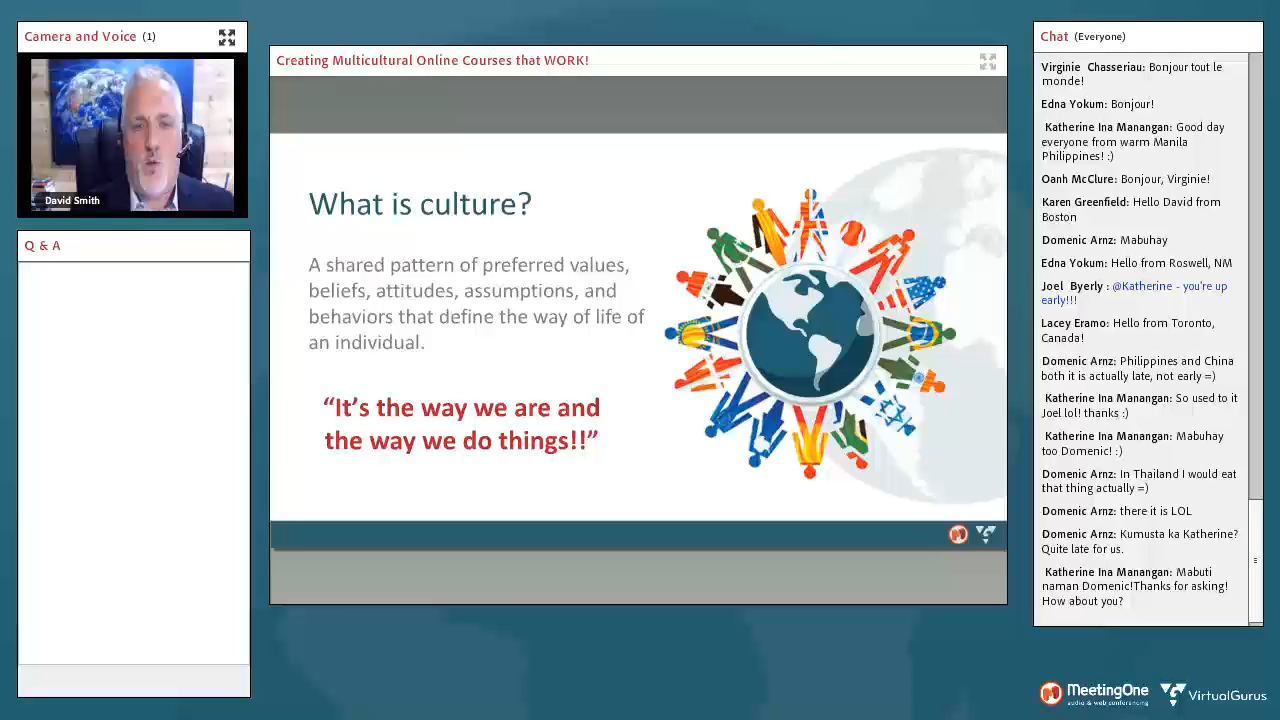 Camera and Voice (1)
David Smith
Q & A
Creating Multicultural Online Courses that WORK!
What is culture?
A shared pattern of preferred values,
beliefs, attitudes, assumptions, and
behaviors that define the way of life of
an individual.
“It’s the way we are and
the way we do things!!”
Chat (Everyone)
Virginie Chasseriau: Bonjour tout le
monde!
Edna Yokum: Bonjour!
Katherine Ina Manangan: Good day
everyone from warm Manila
Philippines! :)
Oanh McClure: Bonjour, Virginie!
Karen Greenfield: Hello David from
Boston
Domenic Arnz: Mabuhay
Edna Yokum: Hello from Roswell, NM
Joel Byerly : @Katherine - you're up
early!!!
Lacey Eramo: Hello from Toronto,
Canada!
Domenic Arnz: Philippines and China
both it is actually late, not early =)
Katherine Ina Manangan: So used to it
Joel lol! thanks :)
Katherine Ina Manangan: Mabuhay
too Domenic! :)
Domenic Arnz: In Thailand I would eat
that thing actually =)
Domenic Arnz: there it is LOL
Domenic Arnz: Kumusta ka Katherine?
Quite late for us.
Katherine Ina Manangan: Mabuti
naman Domenic!Thanks for asking!
How about you?
MeetingOne
audio & web conferencing
VirtualGurus